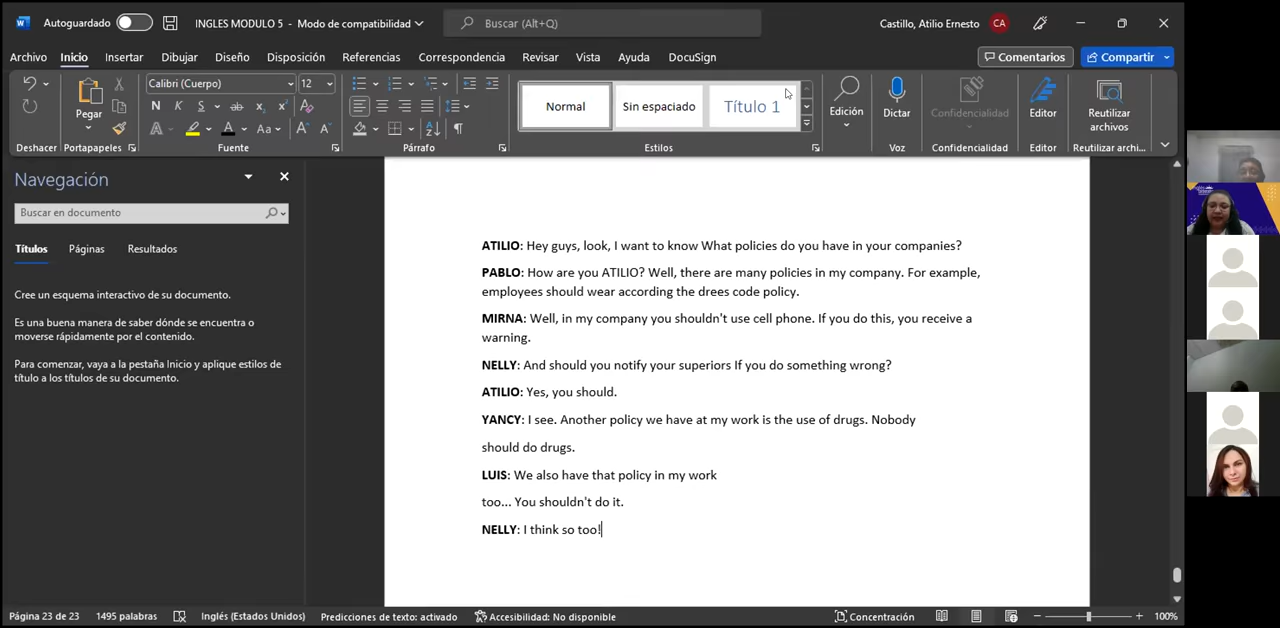 Autoguardado
INGLES MODULO 5 - Modo de compatibilidad
Buscar (Alt+Q)
Castillo, Atilio Ernesto
CA
Archivo Inicio Insertar Dibujar Diseño Disposición Referencias Correspondencia Revisar Vista Ayuda DocuSign
Comentarios
Compartir
Pegar
Calibri (Cuerpo) 12
N K S ab x₂ x² A
A A Aa A A
Normal
Sin espaciado
Título 1
Edición
Dictar
Confidencialidad
Editor
Reutilizar archivos
Deshacer Portapapeles Fuente Párrafo Estilos Voz Confidencialidad Editor Reutilizar archi...
Navegación
Buscar en documento
Títulos Páginas Resultados
Cree un esquema interactivo de su documento.
Es una buena manera de saber dónde se encuentra o
moverse rápidamente por el contenido.
Para comenzar, vaya a la pestaña Inicio y aplique estilos de
título a los títulos de su documento.
ATILIO: Hey guys, look, I want to know What policies do you have in your companies?
PABLO: How are you ATILIO? Well, there are many policies in my company. For example,
employees should wear according the drees code policy.
MIRNA: Well, in my company you shouldn't use cell phone. If you do this, you receive a
warning.
NELLY: And should you notify your superiors If you do something wrong?
ATILIO: Yes, you should.
YANCY: I see. Another policy we have at my work is the use of drugs. Nobody
should do drugs.
LUIS: We also have that policy in my work
too... You shouldn't do it.
NELLY: I think so too!
Página 23 de 23 1495 palabras Inglés (Estados Unidos) Predicciones de texto: activado Accesibilidad: No disponible Concentración 100%